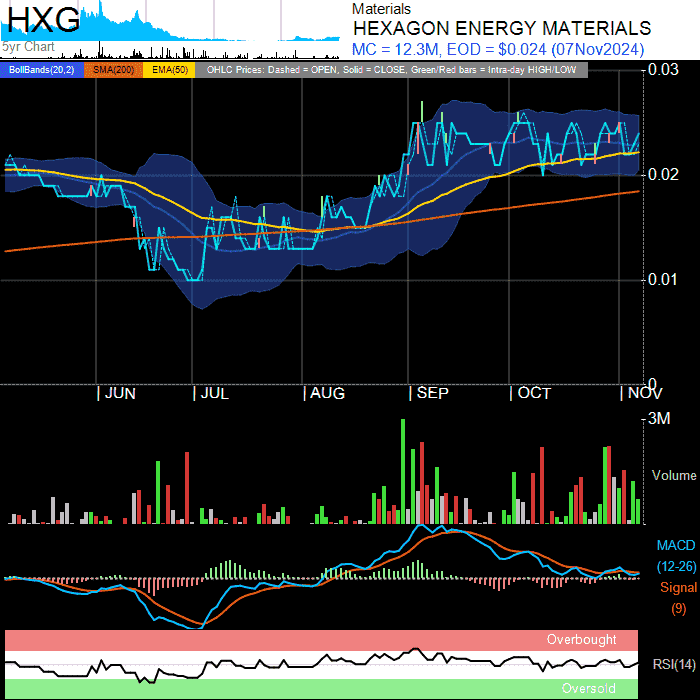 HXG
5yr Chart
Materials
HEXAGON ENERGY MATERIALS
MC = 12.3M, EOD = $0.024 (07Nov2024)
BollBands(20,2) SMA(200) EMA(50) OHLC Prices: Dashed = OPEN, Solid = CLOSE, Green/Red bars = Intra-day HIGH/LOW
0.03
0.02
0.01
0
JUN JUL AUG SEP OCT NOV
3M
Volume
MACD
(12-26)
Signal
(9)
Overbought
RSI(14)
Oversold